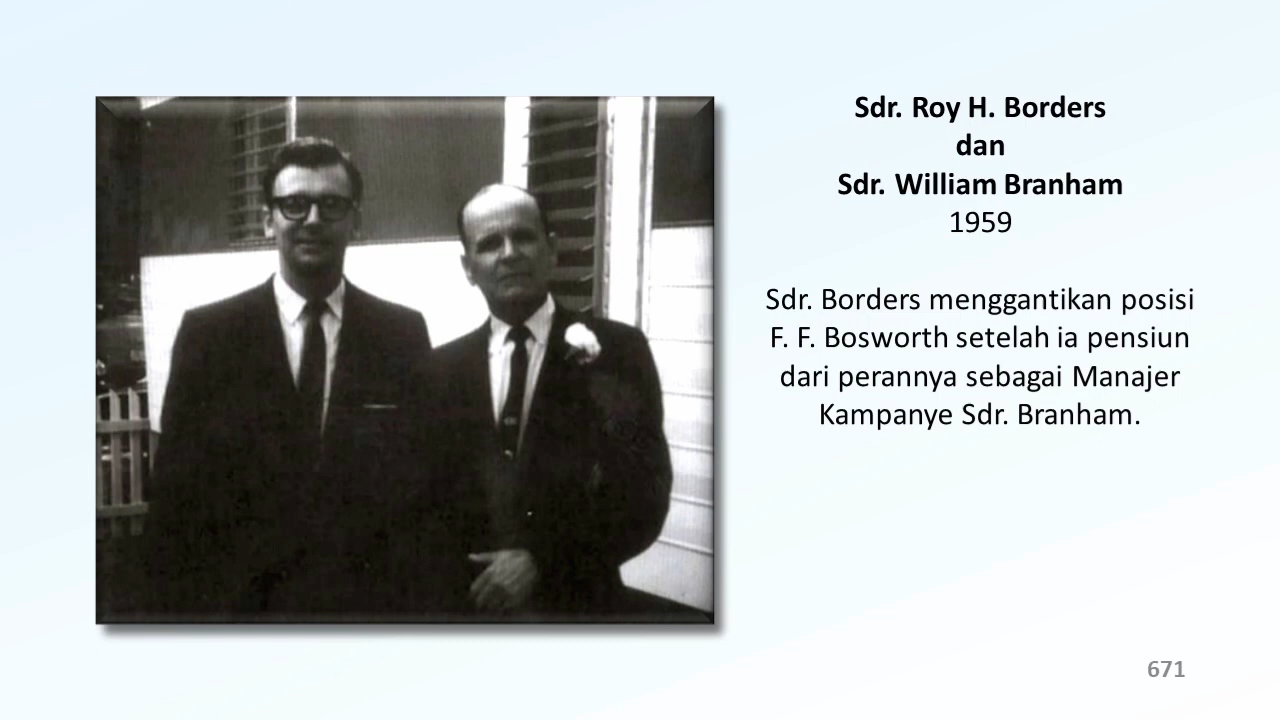 Sdr. Roy H. Borders
dan
Sdr. William Branham
1959
Sdr. Borders menggantikan posisi
F. F. Bosworth setelah ia pensiun
dari perannya sebagai Manajer
Kampanye Sdr. Branham.
671